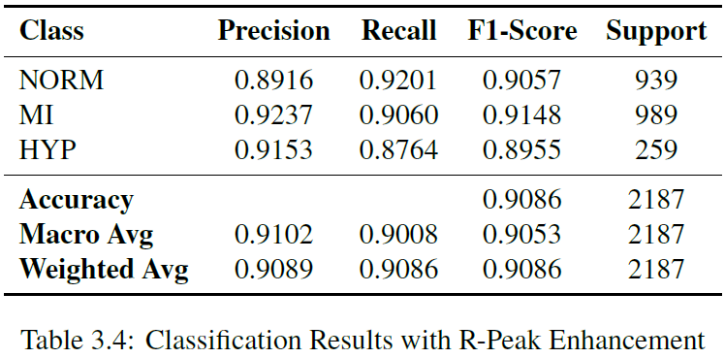 Class Precision Recall F1-Score Support
NORM 0.8916 0.9201 0.9057 939
MI 0.9237 0.9060 0.9148 989
HYP 0.9153 0.8764 0.8955 259
Accuracy 0.9086 2187
Macro Avg 0.9102 0.9008 0.9053 2187
Weighted Avg 0.9089 0.9086 0.9086 2187
Table 3.4: Classification Results with R-Peak Enhancement